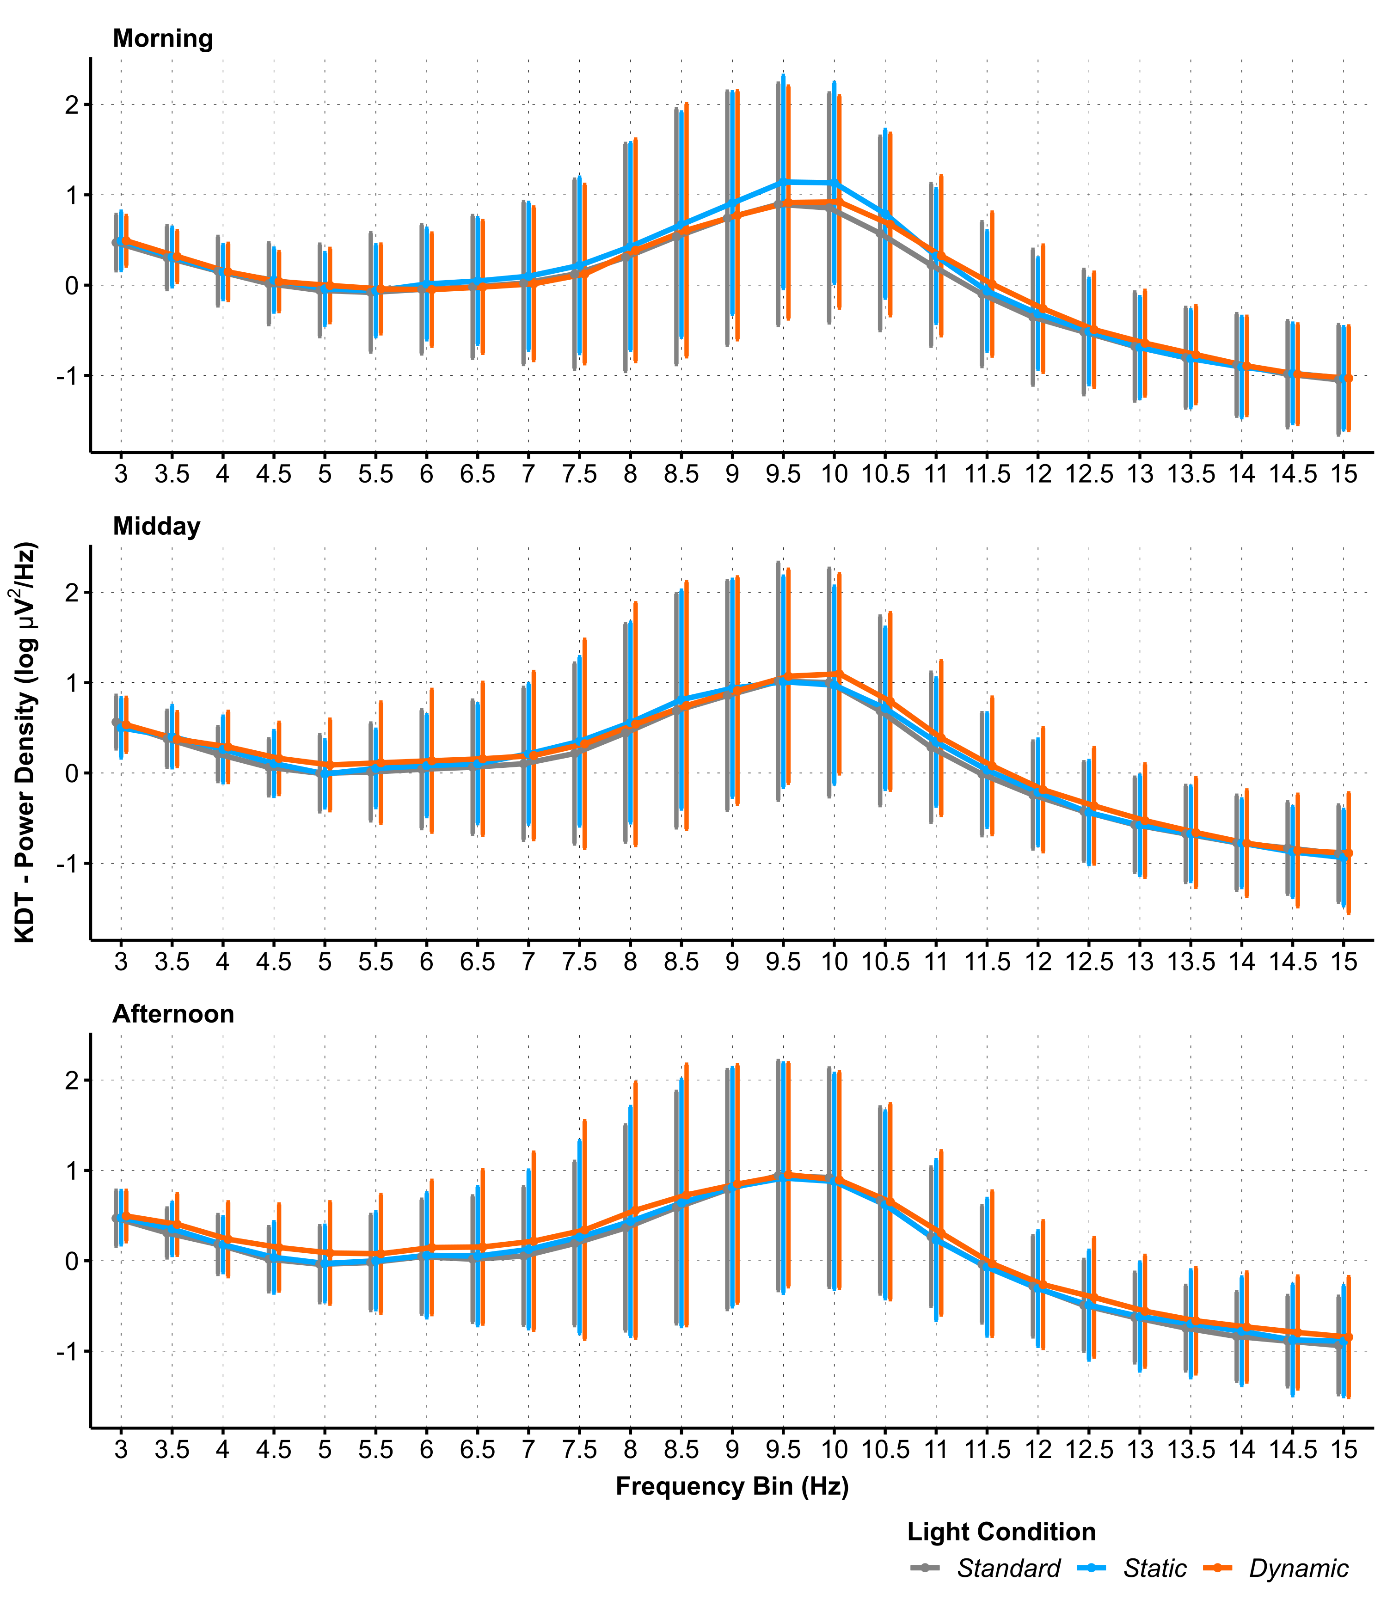 Morning
2
1
0
-1
3 3.5 4 4.5 5 5.5 6 6.5 7 7.5 8 8.5 9 9.5 10 10.5 11 11.5 12 12.5 13 13.5 14 14.5 15
Midday
2
1
0
-1
3 3.5 4 4.5 5 5.5 6 6.5 7 7.5 8 8.5 9 9.5 10 10.5 11 11.5 12 12.5 13 13.5 14 14.5 15
KDT - Power Density (log µV²/Hz)
Afternoon
2
1
0
-1
3 3.5 4 4.5 5 5.5 6 6.5 7 7.5 8 8.5 9 9.5 10 10.5 11 11.5 12 12.5 13 13.5 14 14.5 15
Frequency Bin (Hz)
Light Condition
Standard Static Dynamic